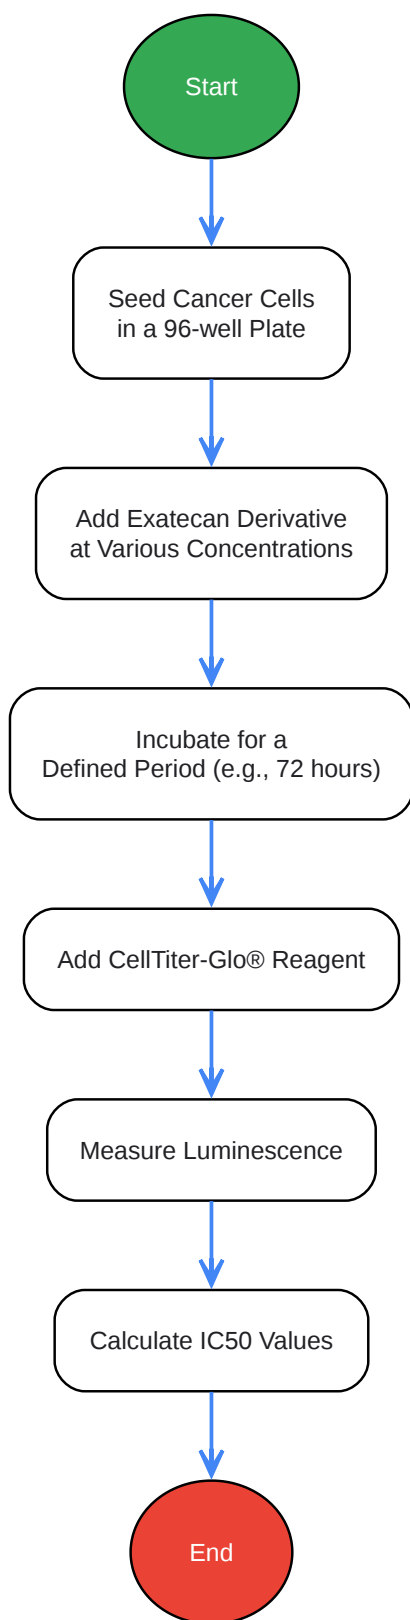 Start
Seed Cancer Cells
in a 96-well Plate
Add Exatecan Derivative
at Various Concentrations
Incubate for a
Defined Period (e.g., 72 hours)
Add CellTiter-Glo® Reagent
Measure Luminescence
Calculate IC50 Values
End